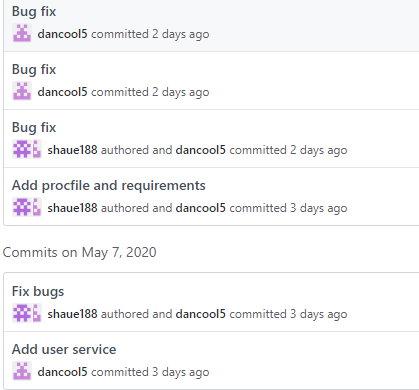 Bug fix
dancool5 committed 2 days ago
Bug fix
dancool5 committed 2 days ago
Bug fix
shaue188 authored and dancool5 committed 2 days ago
Add procfile and requirements
shaue188 authored and dancool5 committed 3 days ago
Commits on May 7, 2020
Fix bugs
shaue188 authored and dancool5 committed 3 days ago
Add user service
dancool5 committed 3 days ago